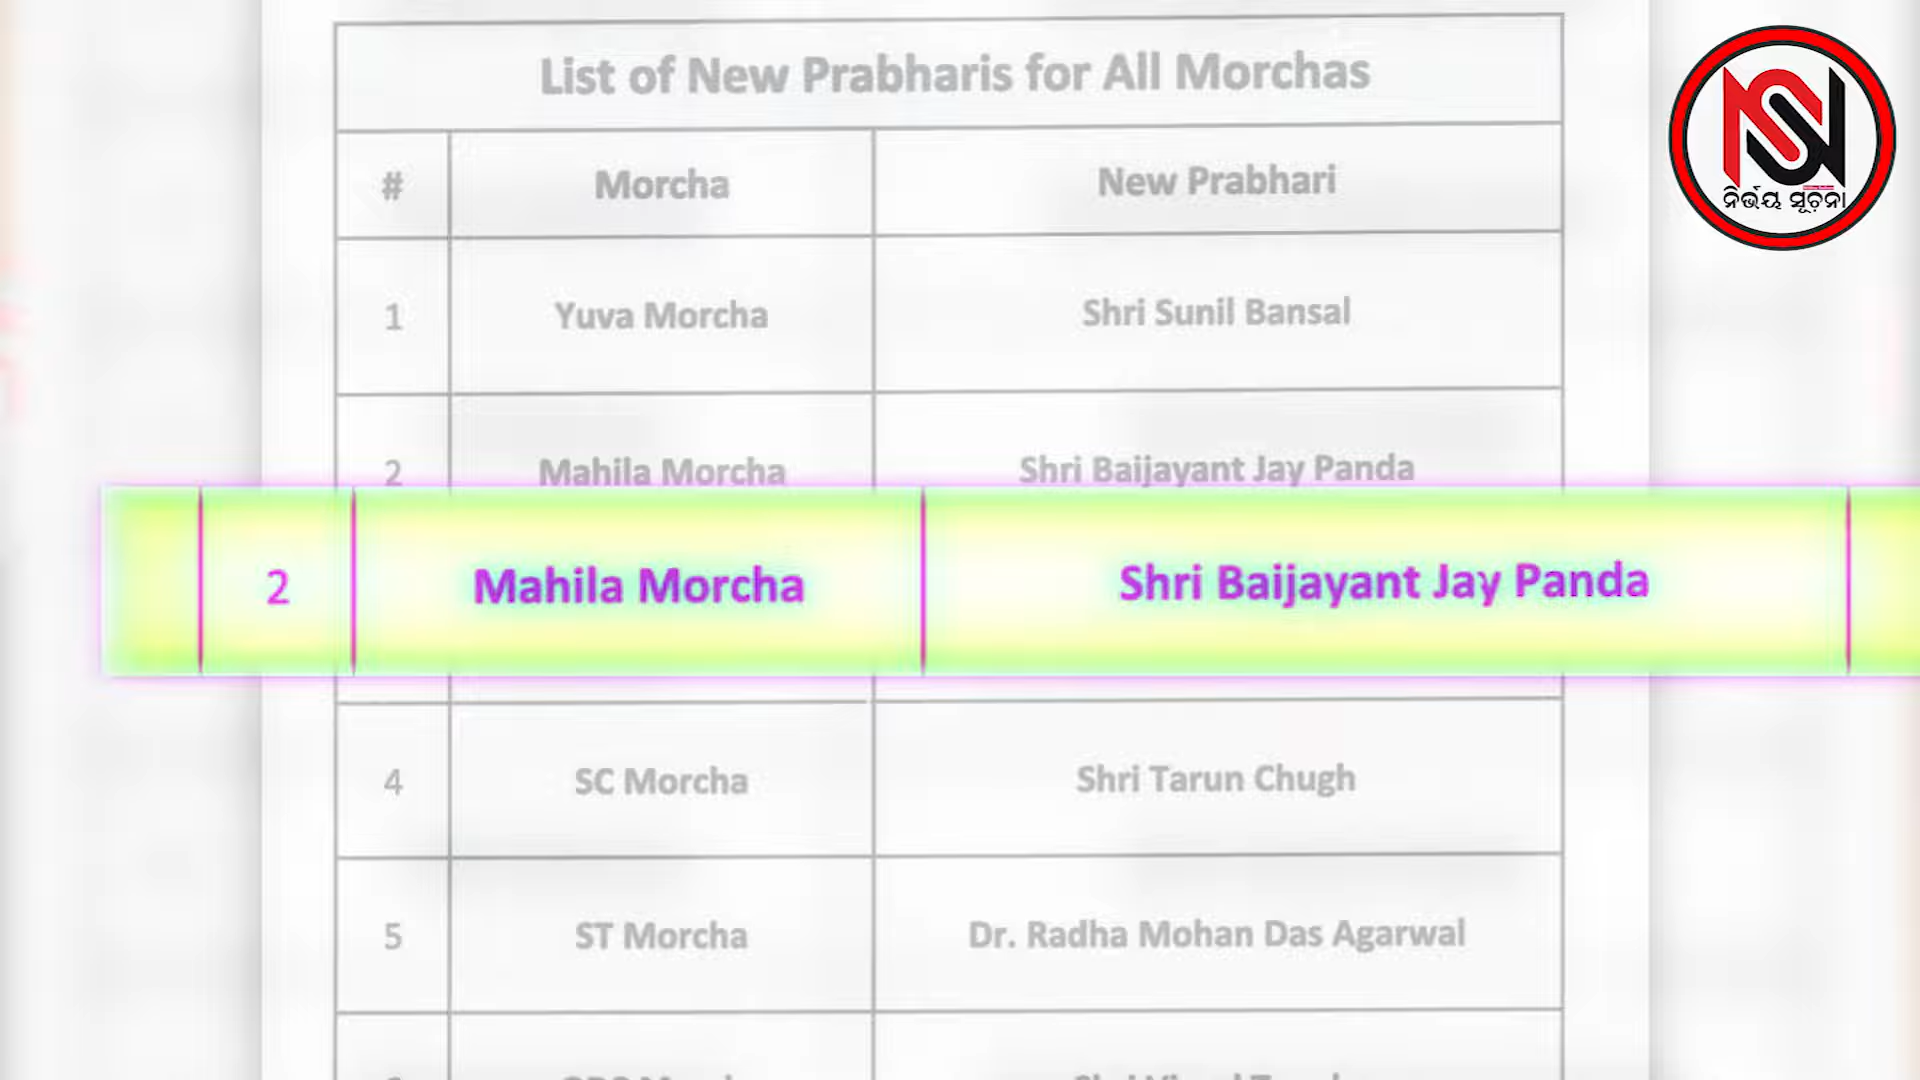 List of New Prabharis for All Morchas
# Morcha New Prabhari
1 Yuva Morcha Shri Sunil Bansal
2 Mahila Morcha Shri Baijayant Jay Panda
2 Mahila Morcha Shri Baijayant Jay Panda
4 SC Morcha Shri Tarun Chugh
5 ST Morcha Dr. Radha Mohan Das Agarwal
NS
ନିର୍ଭୟ ସୂଚନା